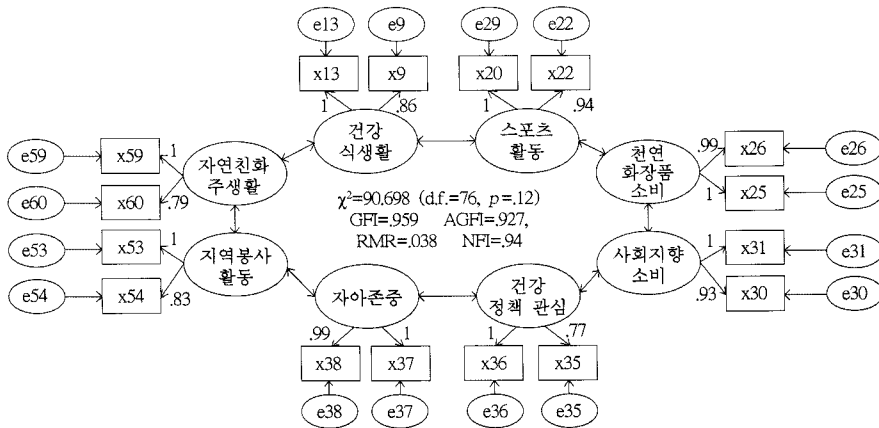 e13 e9 e29 e22
x13 x9 x20 x22
1 .86 1 .94
건강
식생활
스포츠
활동
e59 x59 1
자연친화
주생활
천연
화장품
소비
.99 x26 e26
e60 x60 .79
1 x25 e25
χ²=90.698 (d.f.=76, p=.12)
GFI=.959 AGFI=.927,
RMR=.038 NFI=.94
e53 x53 1
지역봉사
활동
사회지향
소비
1 x31 e31
e54 x54 .83
.93 x30 e30
자아존중
건강
정책 관심
.99 1 1 .77
x38 x37 x36 x35
e38 e37 e36 e35